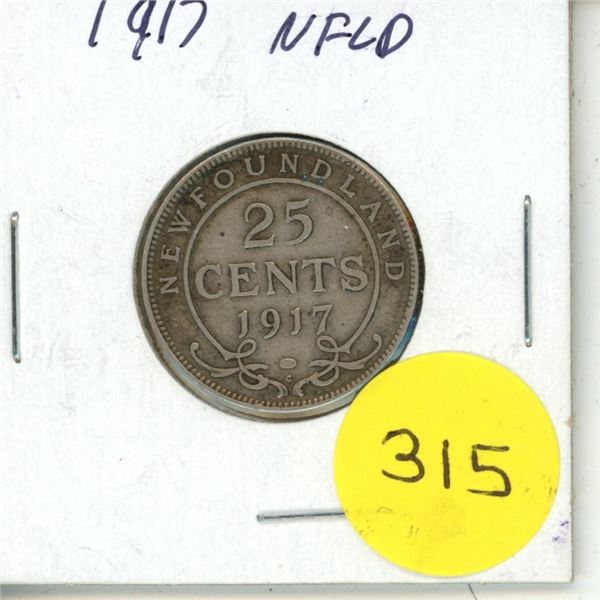 1917 NFLD
NEWFOUNDLAND
25
CENTS
1917
C
315